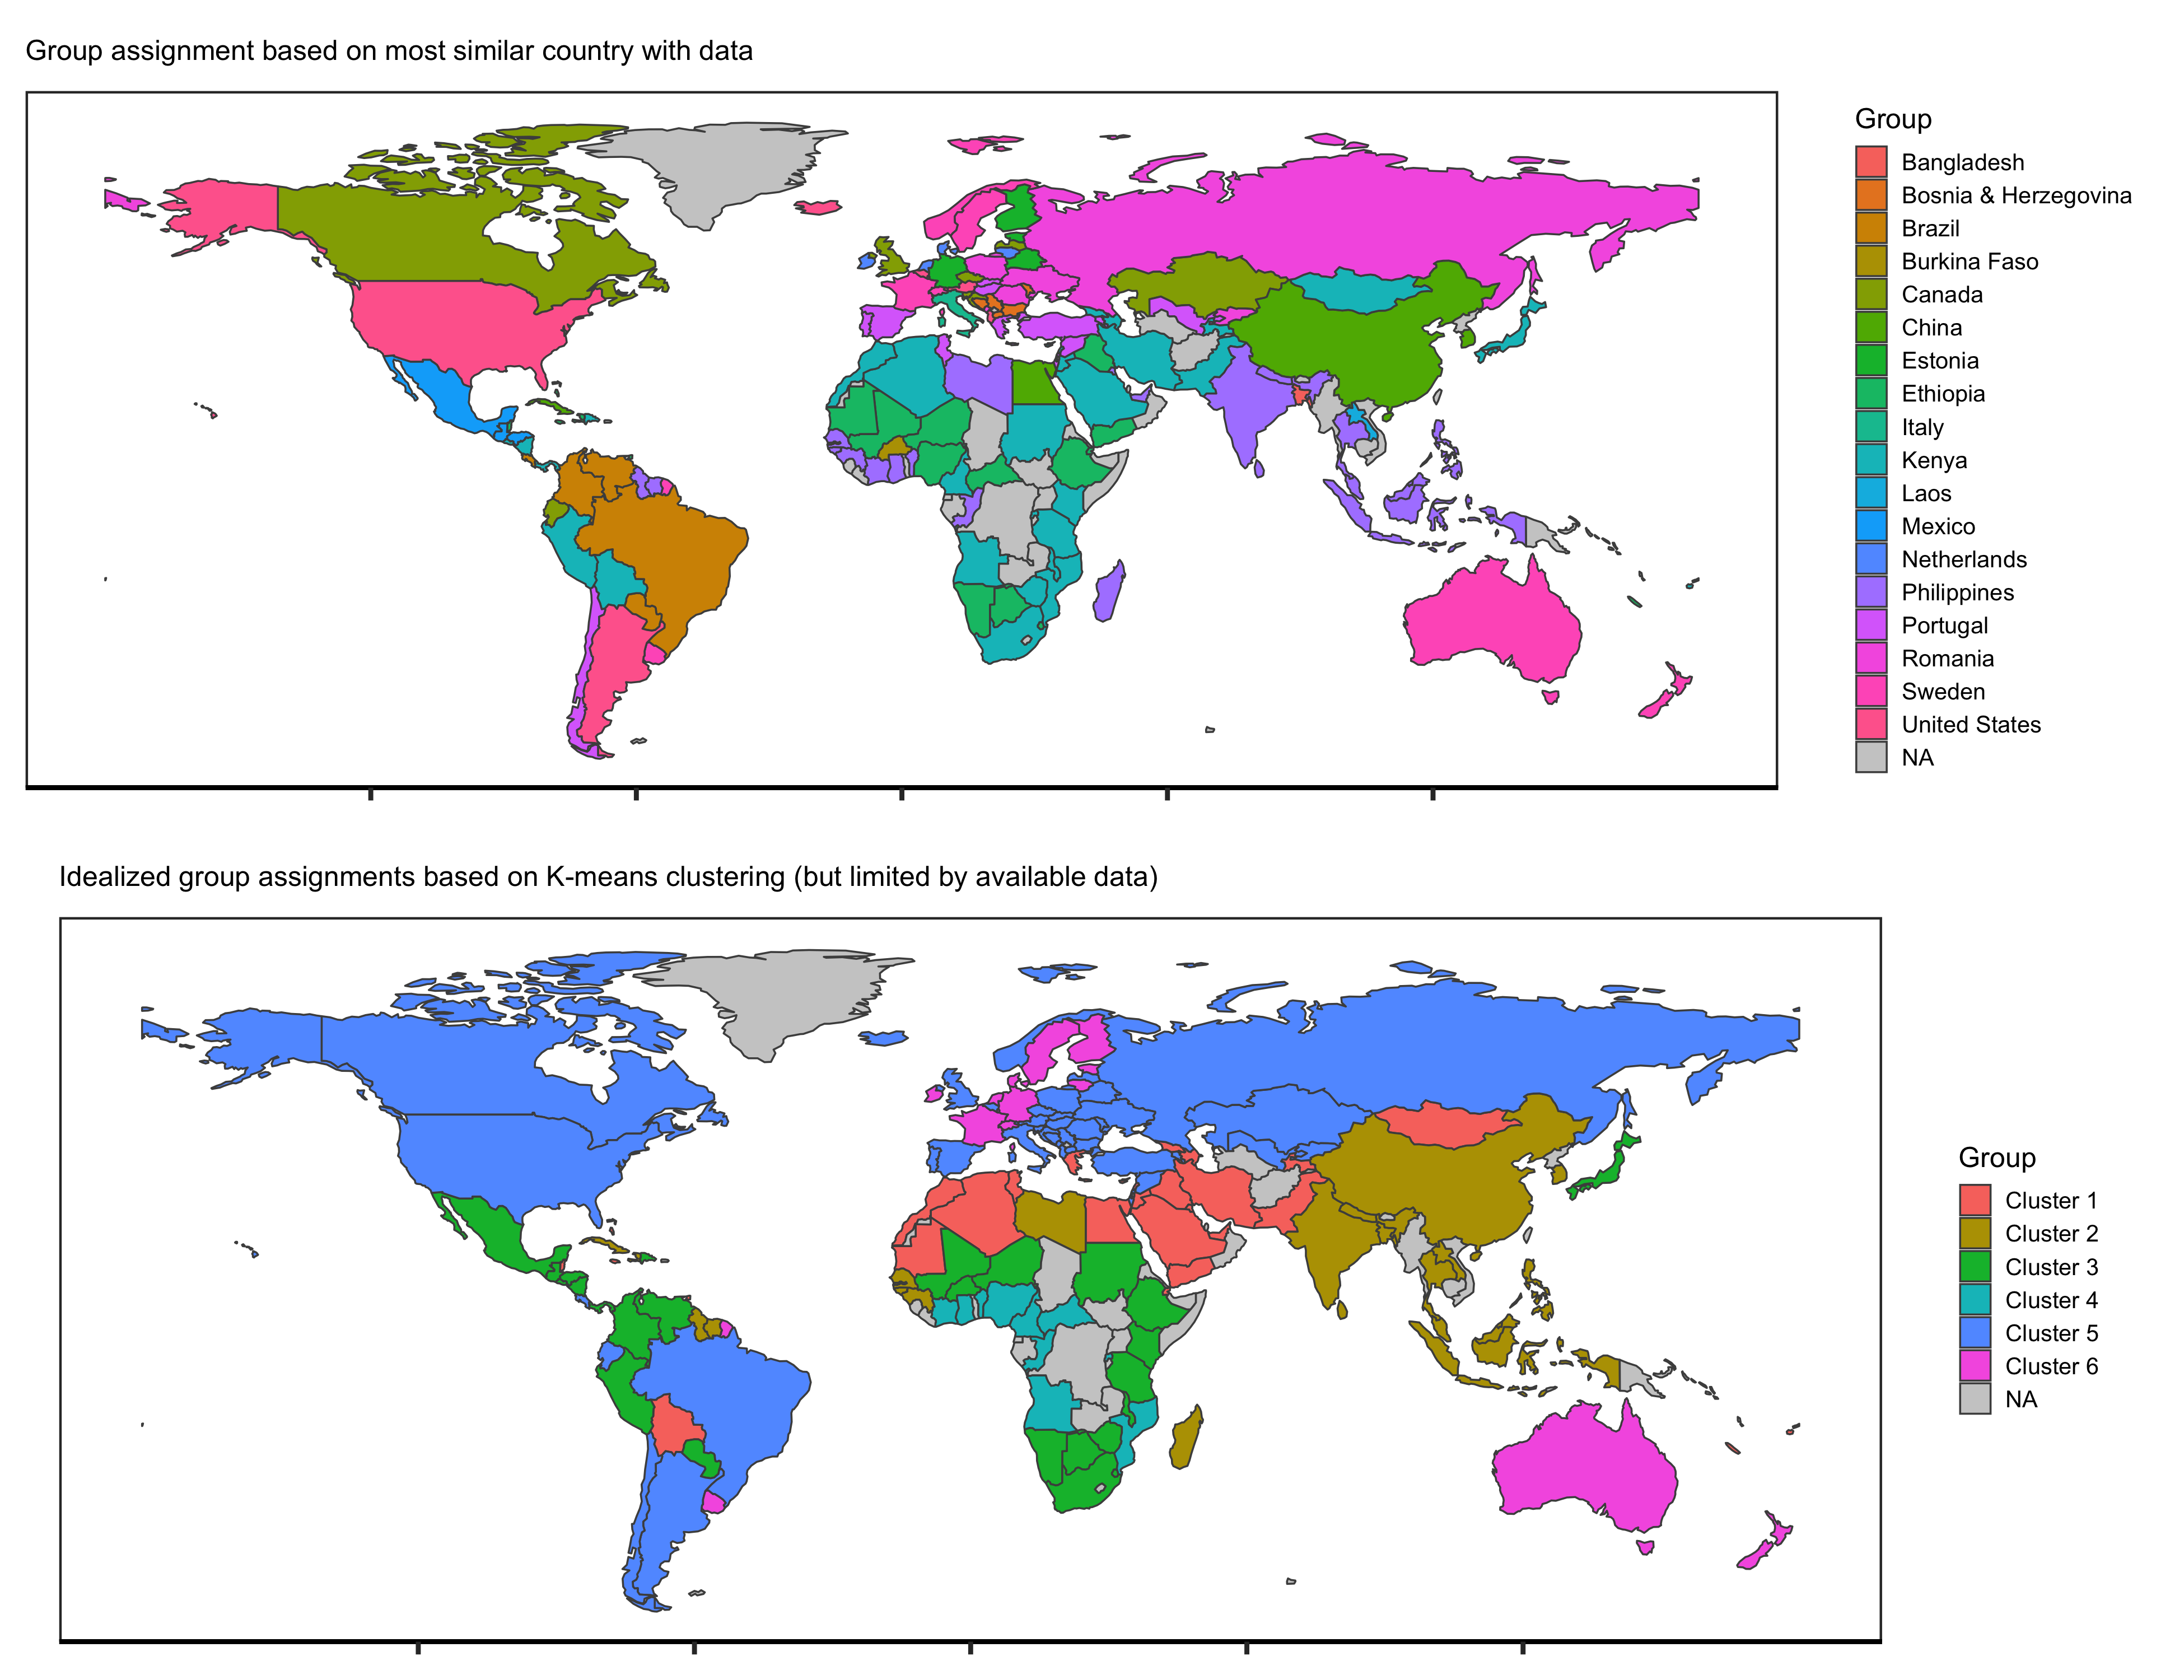 Group assignment based on most similar country with data
Group
Bangladesh
Bosnia & Herzegovina
Brazil
Burkina Faso
Canada
China
Estonia
Ethiopia
Italy
Kenya
Laos
Mexico
Netherlands
Philippines
Portugal
Romania
Sweden
United States
NA
Idealized group assignments based on K-means clustering (but limited by available data)
Group
Cluster 1
Cluster 2
Cluster 3
Cluster 4
Cluster 5
Cluster 6
NA